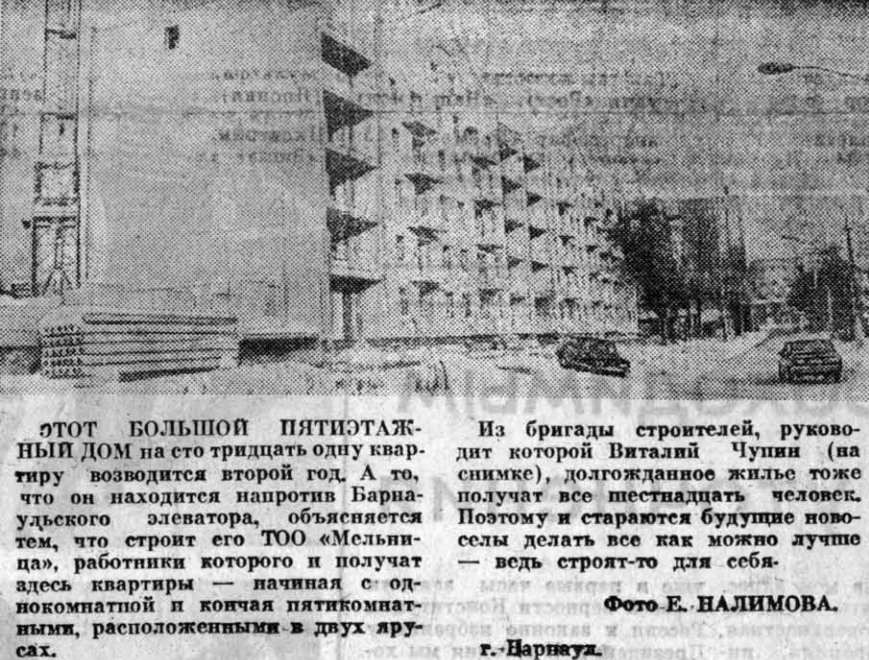 ЭТОТ БОЛЬШОЙ ПЯТИЭТАЖ-
НЫЙ ДОМ на сто тридцать одну квар-
тиру возводится второй год. А то,
что он находится напротив Барна-
ульского элеватора, объясняется
тем, что строит его ТОО «Мельни-
ца», работники которого и получат
здесь квартиры — начиная с од-
нокомнатной и кончая пятикомнат-
ными, расположенными в двух яру-
сах.
Из бригады строителей, руково-
дит которой Виталий Чупин (на
снимке), долгожданное жилье тоже
получат все шестнадцать человек.
Поэтому и стараются будущие ново-
селы делать все как можно лучше
— ведь строят-то для себя.
Фото Е. НАЛИМОВА.
г. Барнаул.